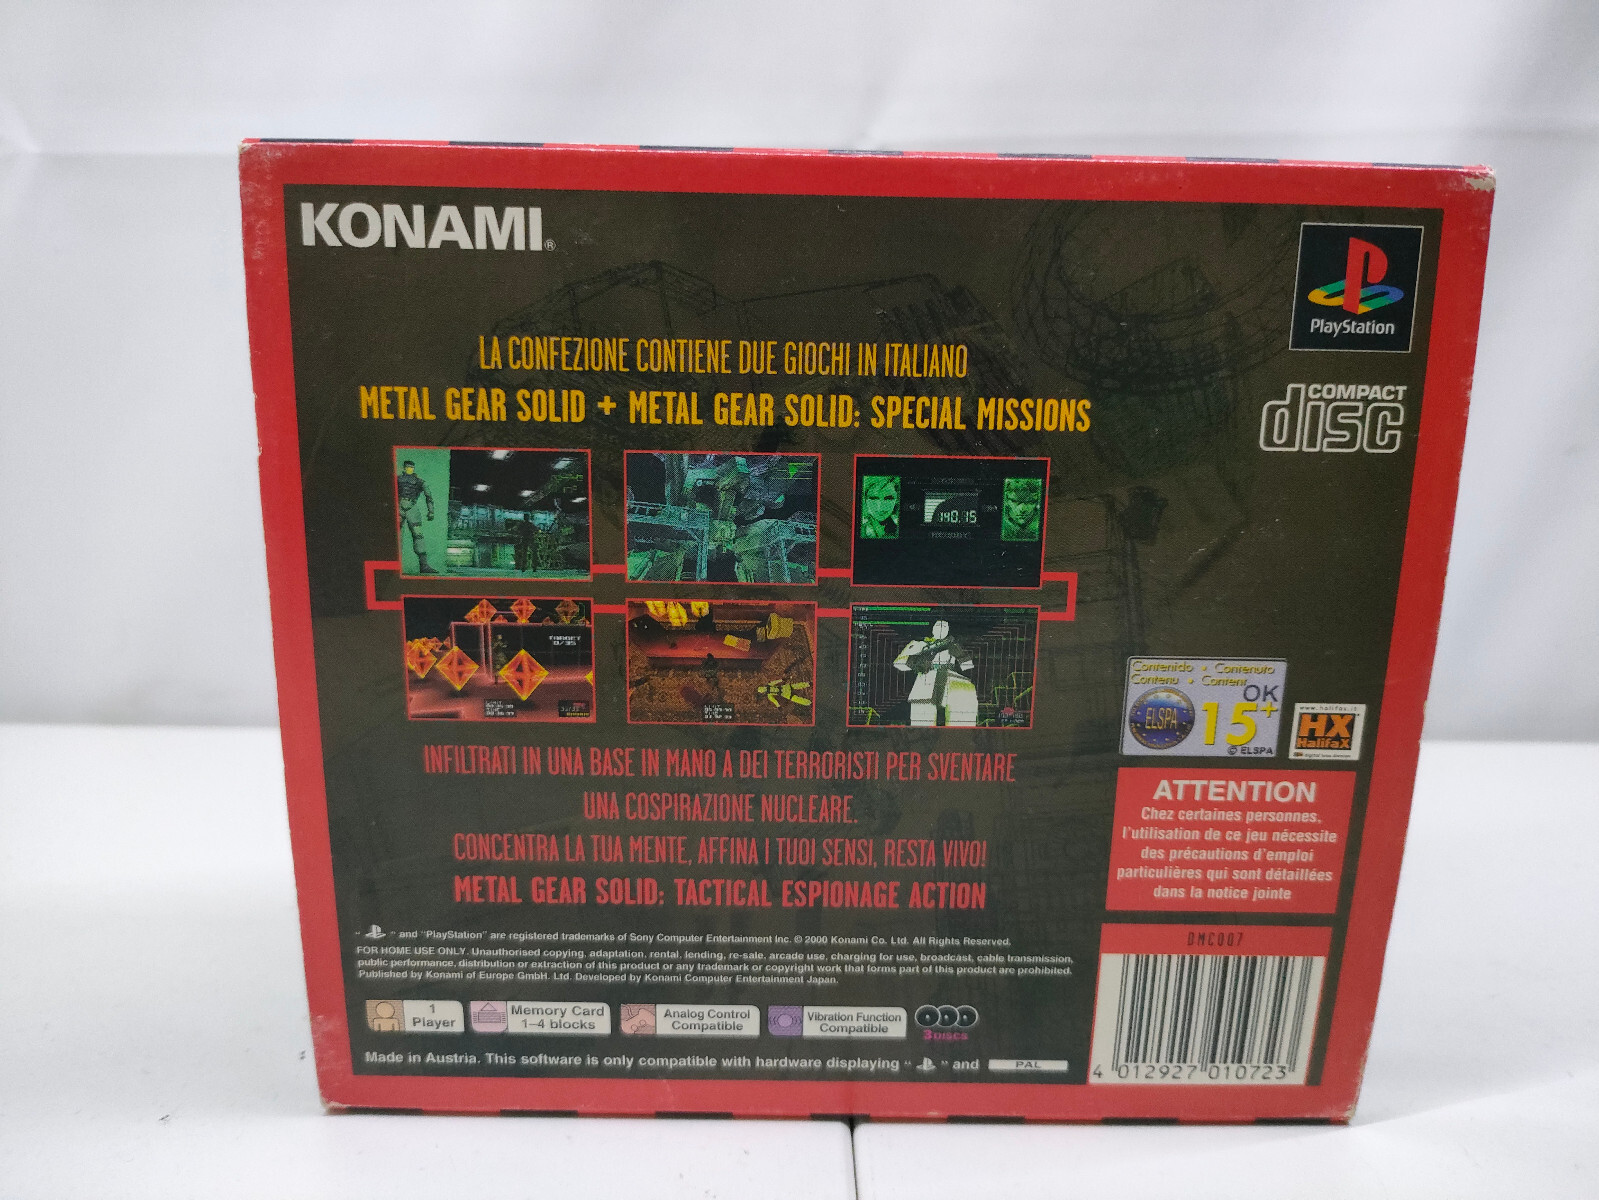 KONAMI®
PlayStation
COMPACT
disc
LA CONFEZIONE CONTIENE DUE GIOCHI IN ITALIANO
METAL GEAR SOLID + METAL GEAR SOLID: SPECIAL MISSIONS
140.15
TARGET
INFILTRATI IN UNA BASE IN MANO A DEI TERRORISTI PER SVENTARE
UNA COSPIRAZIONE NUCLEARE.
CONCENTRA LA TUA MENTE, AFFINA I TUOI SENSI, RESTA VIVO!
METAL GEAR SOLID: TACTICAL ESPIONAGE ACTION
Contenido • Contenuto
Contenu • Content
OK
ELSPA
15+
© ELSPA
www.halifax.it
HX
HalifaX
ATTENTION
Chez certaines personnes,
l'utilisation de ce jeu nécessite
des précautions d'emploi
particulières qui sont détaillées
dans la notice jointe
" " and "PlayStation" are registered trademarks of Sony Computer Entertainment Inc. © 2000 Konami Co. Ltd. All Rights Reserved.
FOR HOME USE ONLY. Unauthorised copying, adaptation, rental, lending, re-sale, arcade use, charging for use, broadcast, cable transmission,
public performance, distribution or extraction of this product or any trademark or copyright work that forms part of this product are prohibited.
Published by Konami of Europe GmbH. Ltd. Developed by Konami Computer Entertainment Japan.
1
Player
Memory Card
1–4 blocks
Analog Control
Compatible
Vibration Function
Compatible
3 Discs
Made in Austria. This software is only compatible with hardware displaying " " and PAL
DMC007
4 012927 010723